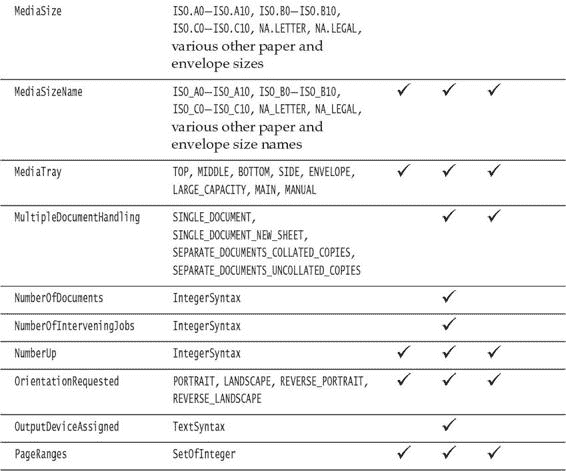 MediaSize ISO.A0—ISO.A10, ISO.B0—ISO.B10,
ISO.C0—ISO.C10, NA.LETTER, NA.LEGAL,
various other paper and
envelope sizes
MediaSizeName ISO_A0—ISO_A10, ISO_B0—ISO_B10, ✓ ✓ ✓
ISO_C0—ISO_C10, NA_LETTER, NA_LEGAL,
various other paper and
envelope size names
MediaTray TOP, MIDDLE, BOTTOM, SIDE, ENVELOPE, ✓ ✓ ✓
LARGE_CAPACITY, MAIN, MANUAL
MultipleDocumentHandling SINGLE_DOCUMENT, ✓ ✓
SINGLE_DOCUMENT_NEW_SHEET,
SEPARATE_DOCUMENTS_COLLATED_COPIES,
SEPARATE_DOCUMENTS_UNCOLLATED_COPIES
NumberOfDocuments IntegerSyntax ✓
NumberOfInterveningJobs IntegerSyntax ✓
NumberUp IntegerSyntax ✓ ✓ ✓
OrientationRequested PORTRAIT, LANDSCAPE, REVERSE_PORTRAIT, ✓ ✓ ✓
REVERSE_LANDSCAPE
OutputDeviceAssigned TextSyntax ✓
PageRanges SetOfInteger ✓ ✓ ✓